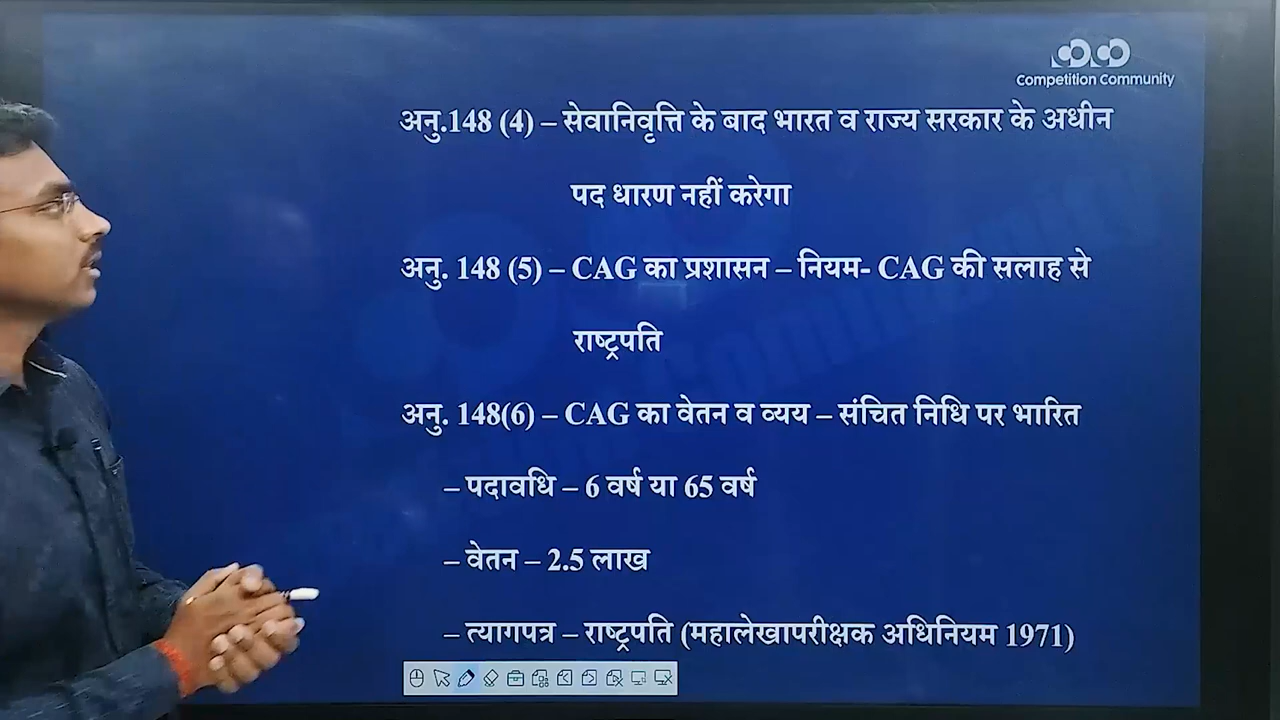 Competition Community
अनु.148 (4) – सेवानिवृत्ति के बाद भारत व राज्य सरकार के अधीन
पद धारण नहीं करेगा
अनु. 148 (5) – CAG का प्रशासन – नियम- CAG की सलाह से
राष्ट्रपति
अनु. 148(6) – CAG का वेतन व व्यय – संचित निधि पर भारित
– पदावधि – 6 वर्ष या 65 वर्ष
– वेतन – 2.5 लाख
– त्यागपत्र – राष्ट्रपति (महालेखापरीक्षक अधिनियम 1971)